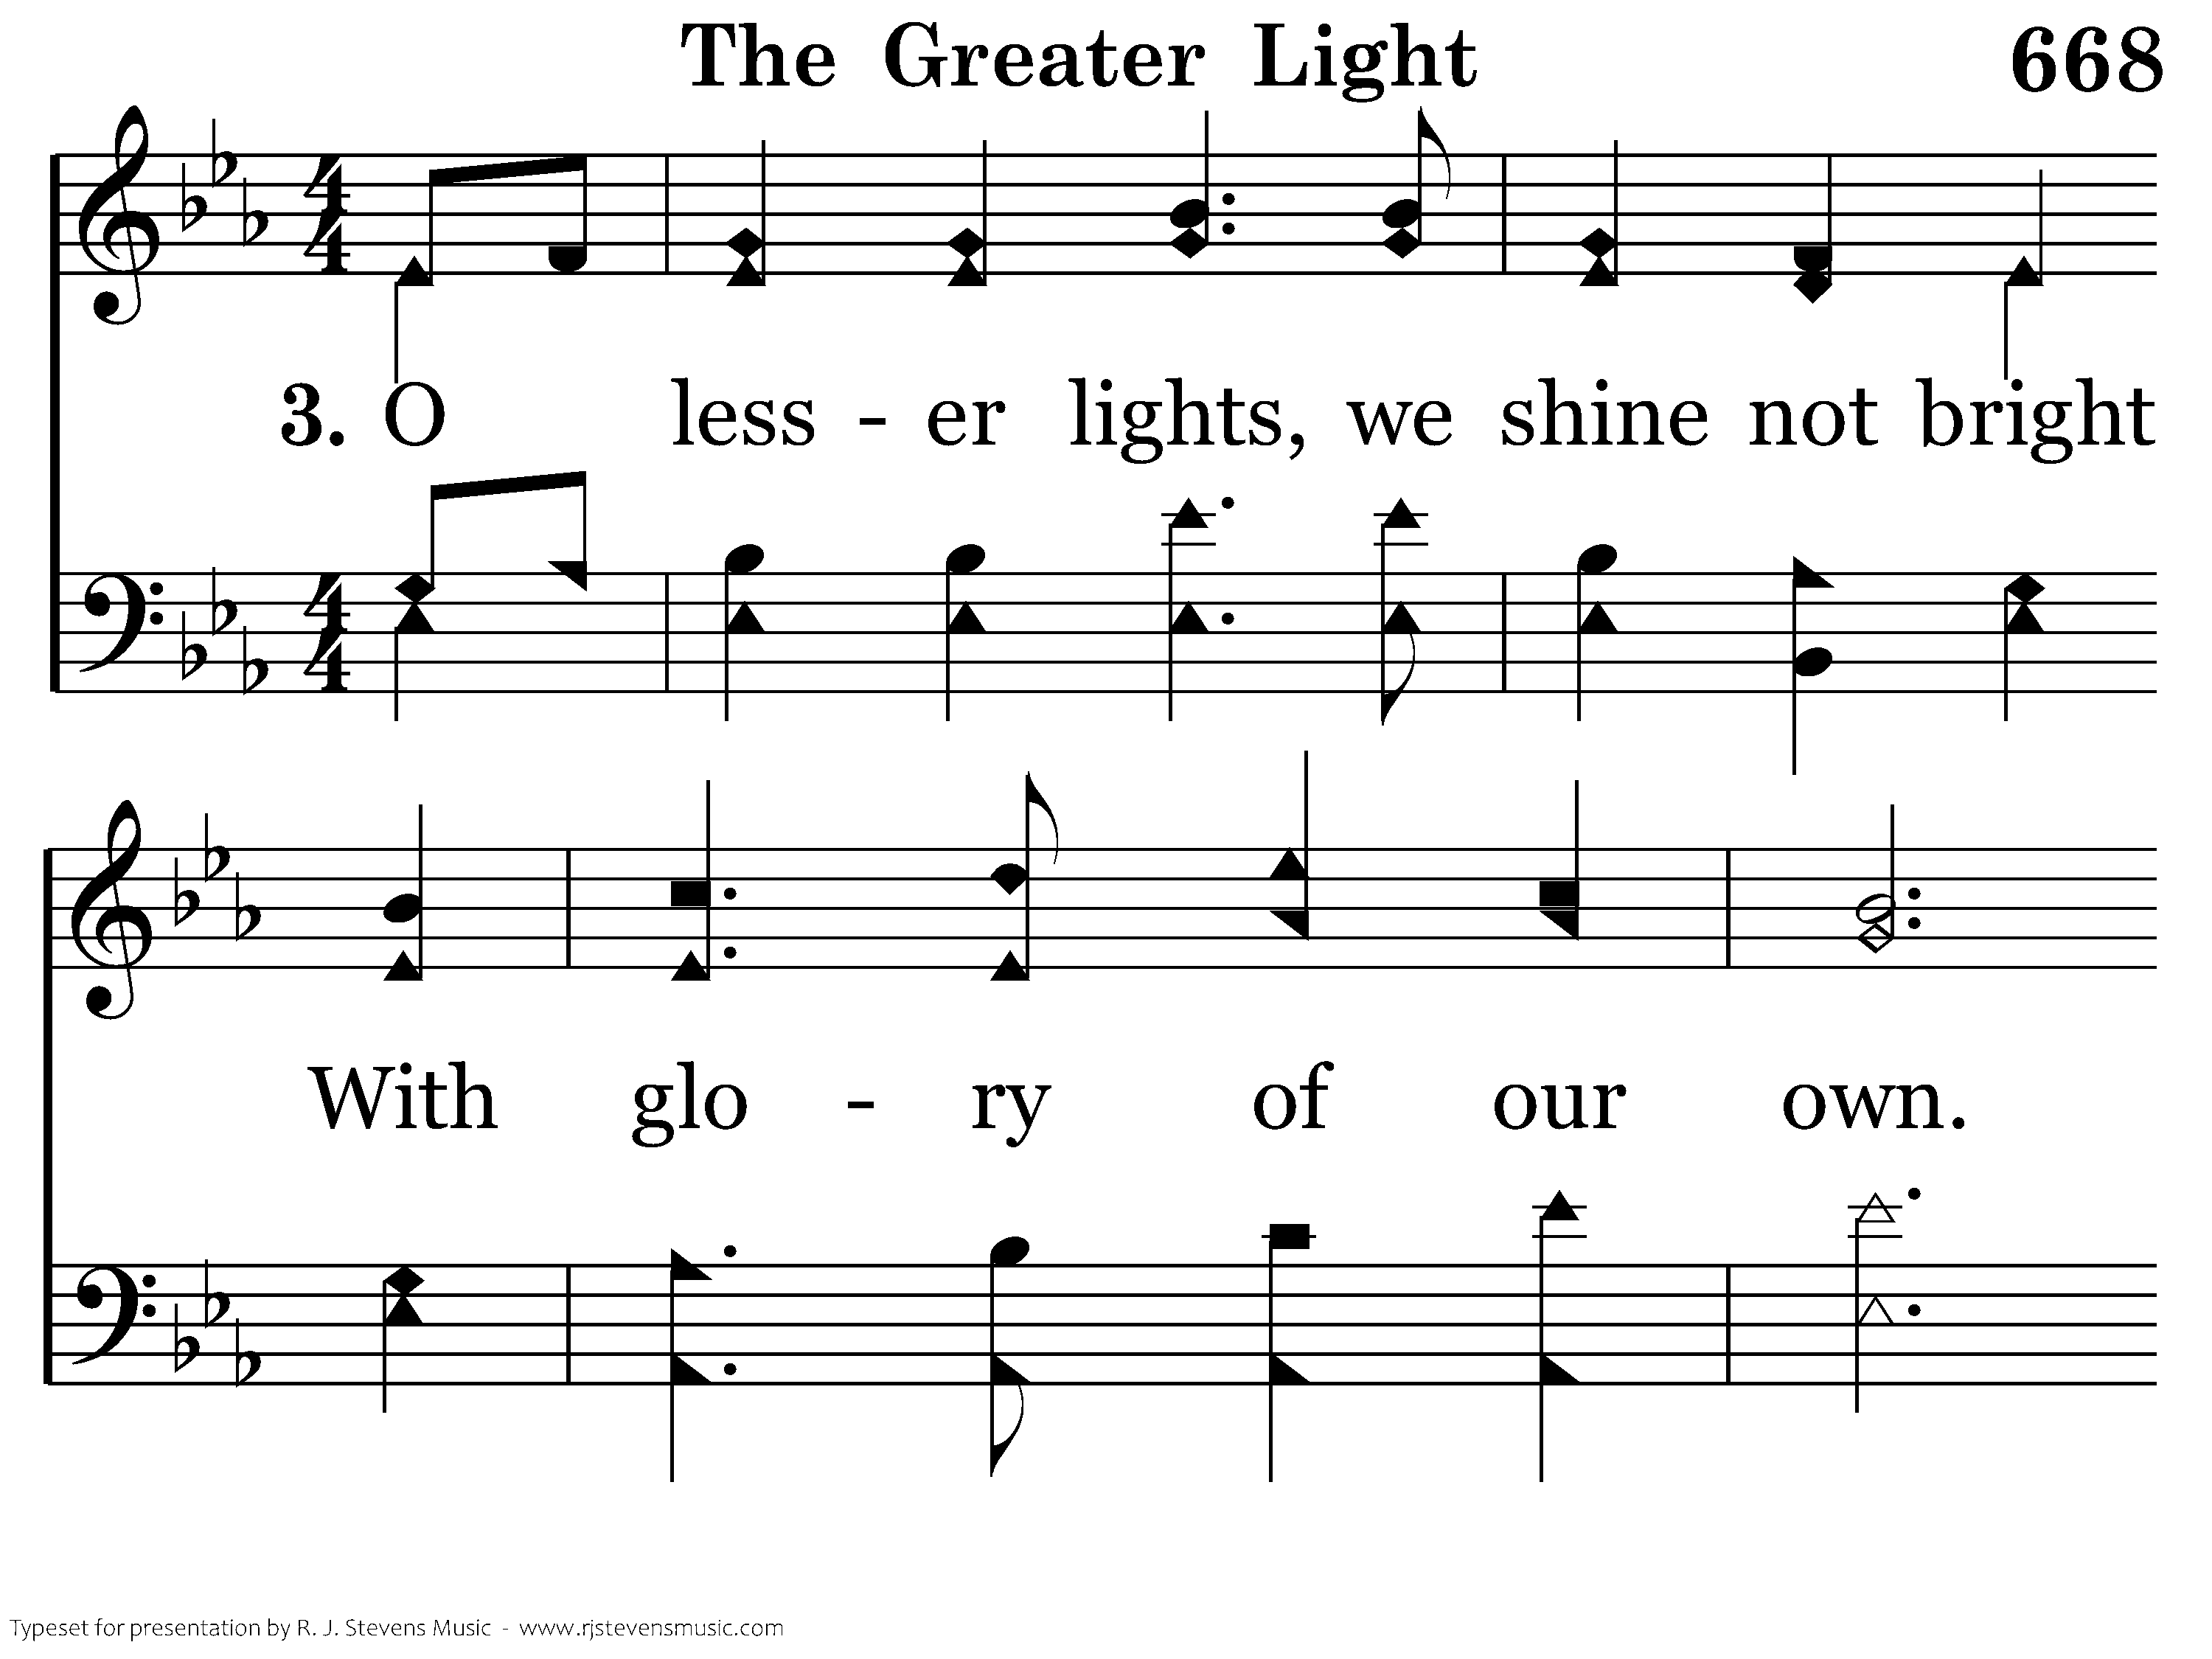 The Greater Light 668
3. O less - er lights, we shine not bright
With glo - ry of our own.
Typeset for presentation by R. J. Stevens Music - www.rjstevensmusic.com